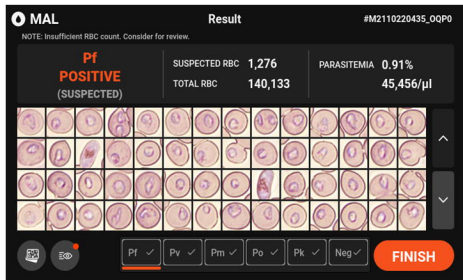 MAL
Result
#M2110220435_OQP0
NOTE: Insufficient RBC count. Consider for review.
Pf
POSITIVE
(SUSPECTED)
SUSPECTED RBC 1,276
TOTAL RBC 140,133
PARASITEMIA 0.91%
45,456/µl
Pf
Pv
Pm
Po
Pk
Neg
FINISH